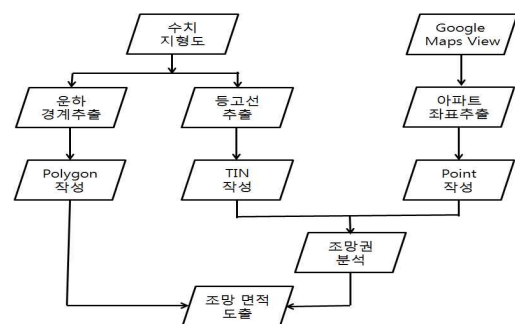 수치
지형도
Google
Maps View
운하
경계추출
등고선
추출
아파트
좌표추출
Polygon
작성
TIN
작성
Point
작성
조망권
분석
조망 면적
도출